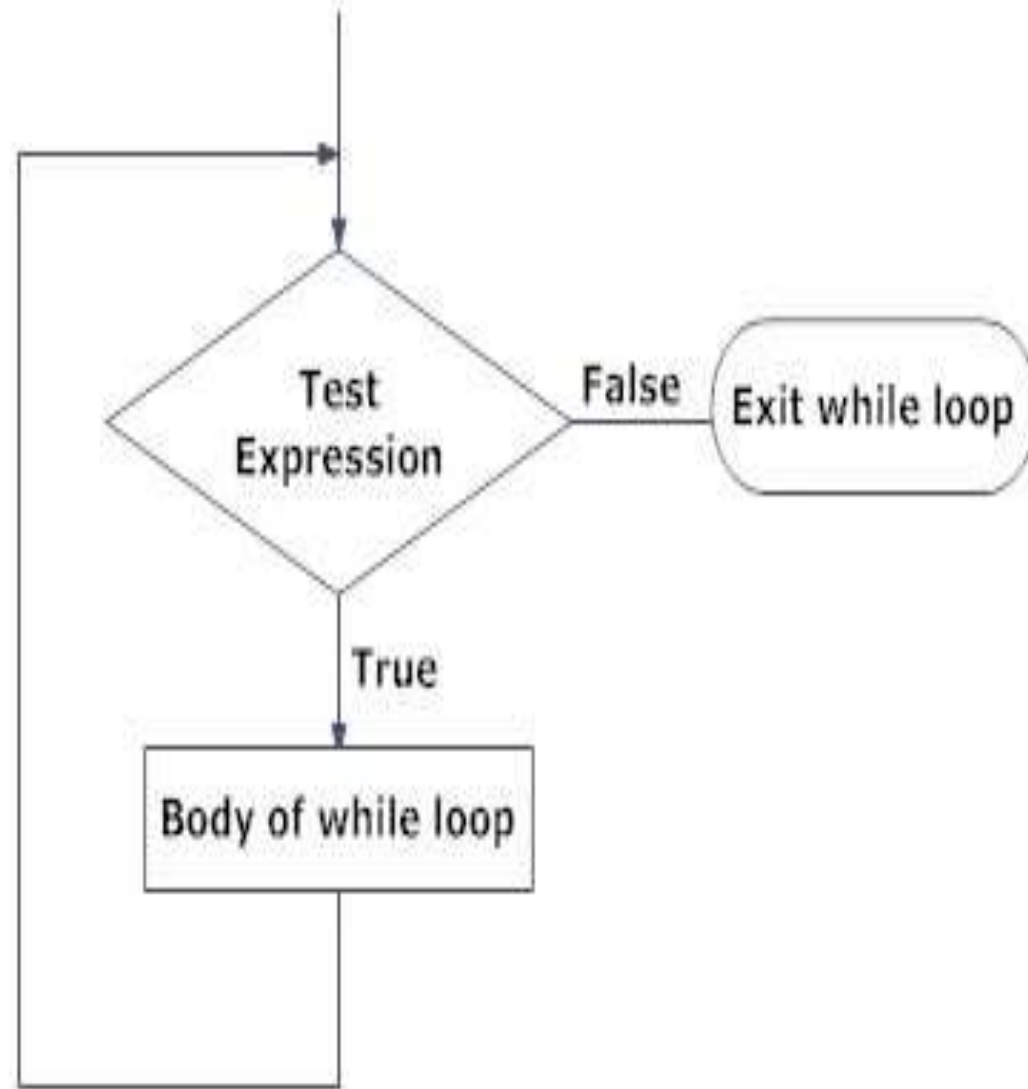 Test
Expression
False
Exit while loop
True
Body of while loop